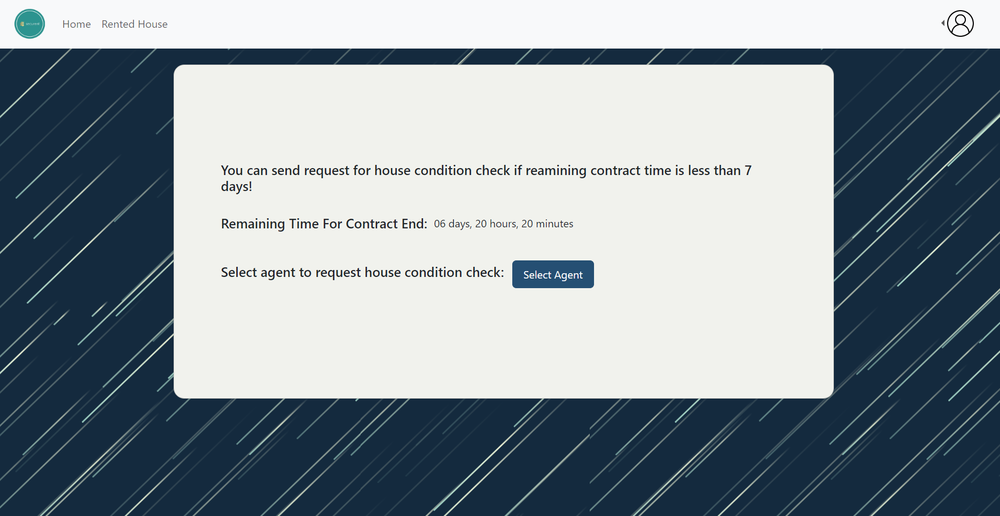 securent
Home Rented House
You can send request for house condition check if reamining contract time is less than 7
days!
Remaining Time For Contract End: 06 days, 20 hours, 20 minutes
Select agent to request house condition check: Select Agent